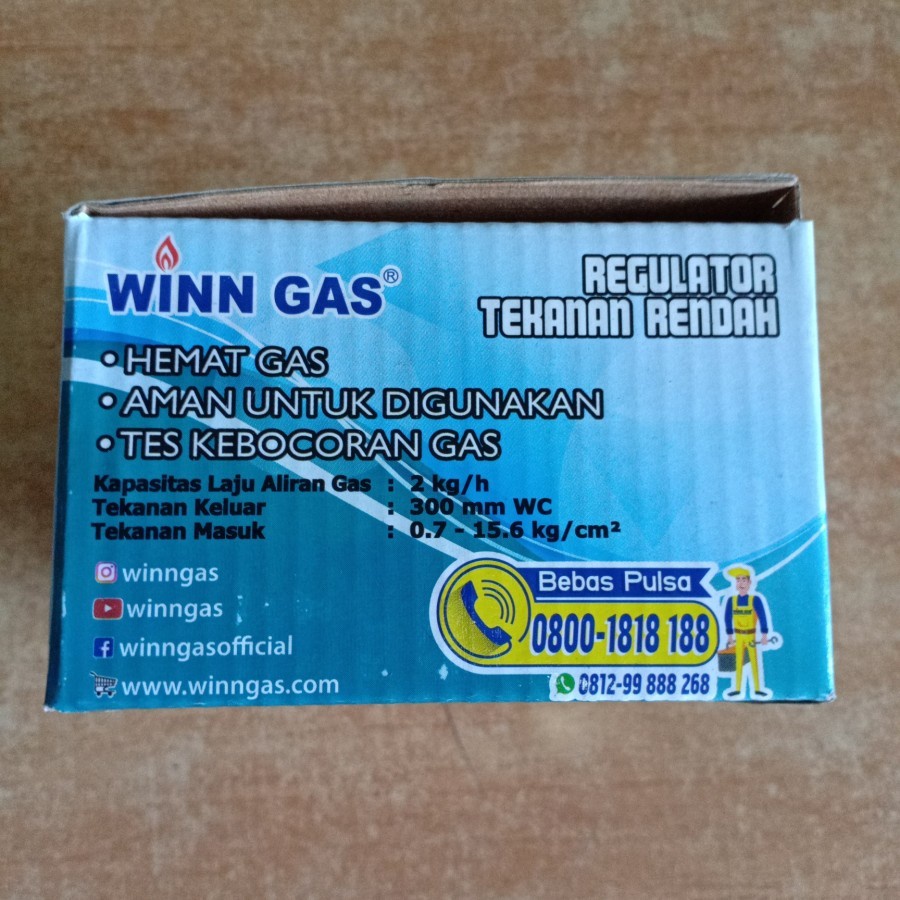 WINN GAS®
REGULATOR
TEKANAN RENDAH
• HEMAT GAS
• AMAN UNTUK DIGUNAKAN
• TES KEBOCORAN GAS
Kapasitas Laju Aliran Gas : 2 kg/h
Tekanan Keluar : 300 mm WC
Tekanan Masuk : 0.7 - 15.6 kg/cm²
winngas
winngas
winngasofficial
www.winngas.com
Bebas Pulsa
0800-1818 188
0812-99 888 268